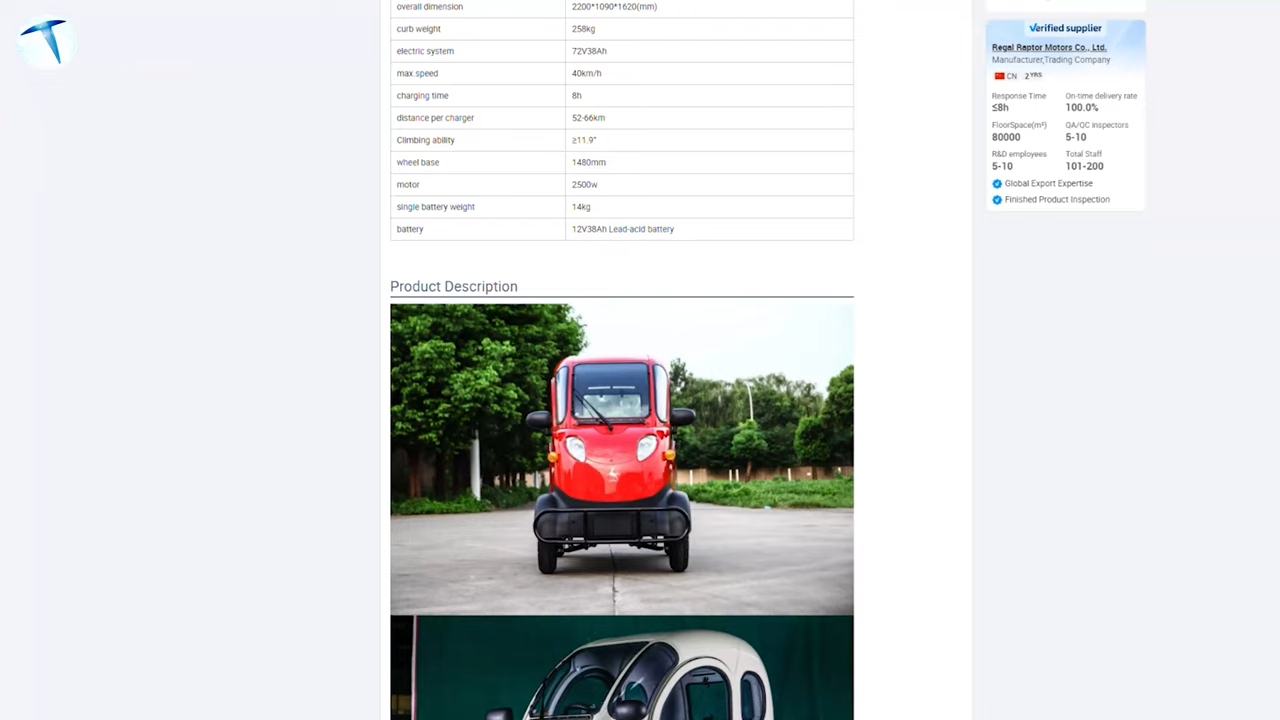 overall dimension 2200*1090*1620(mm)
curb weight 258kg
electric system 72V38Ah
max.speed 40km/h
charging time 8h
distance per charger 52-66km
Climbing ability ≥11.9°
wheel base 1480mm
motor 2500w
single battery weight 14kg
battery 12V38Ah Lead-acid battery
Product Description
Verified supplier
Regal Raptor Motors Co., Ltd.
Manufacturer,Trading Company
CN 2 YRS
Response Time On-time delivery rate
≤8h 100.0%
FloorSpace(m²) QA/QC inspectors
80000 5-10
R&D employees Total Staff
5-10 101-200
Global Export Expertise
Finished Product Inspection